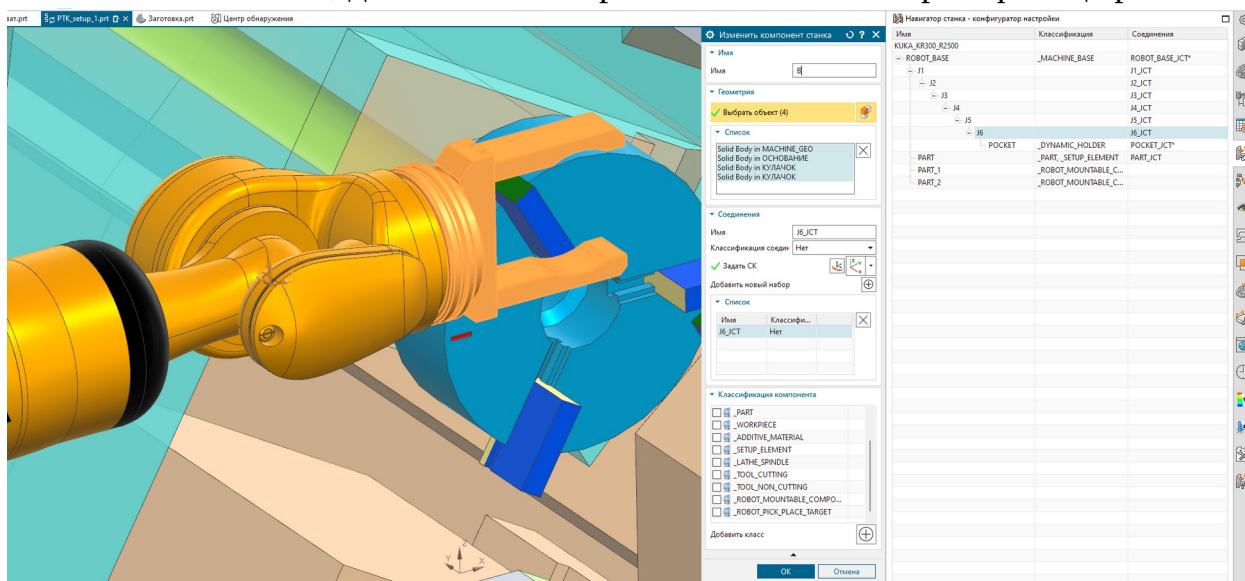 ат.prt PTK_setup_1.prt Заготовка.prt Центр обнаружения
Изменить компонент станка
Имя
Имя B
Геометрия
Выбрать объект (4)
Список
Solid Body in MACHINE_GEO
Solid Body in ОСНОВАНИЕ
Solid Body in КУЛАЧОК
Solid Body in КУЛАЧОК
Соединения
Имя J6_JCT
Классификация соедин Нет
Задать СК
Добавить новый набор
Список
Имя Классифи...
J6_JCT Нет
Классификация компонента
_PART
_WORKPIECE
_ADDITIVE_MATERIAL
_SETUP_ELEMENT
_LATHE_SPINDLE
_TOOL_CUTTING
_TOOL_NON_CUTTING
_ROBOT_MOUNTABLE_COMPO...
_ROBOT_PICK_PLACE_TARGET
Добавить класс
OK Отмена
Навигатор станка - конфигуратор настройки
Имя Классификация Соединения
KUKA_KR300_R2500
ROBOT_BASE _MACHINE_BASE ROBOT_BASE_JCT*
J1 J1_JCT
J2 J2_JCT
J3 J3_JCT
J4 J4_JCT
J5 J5_JCT
J6 J6_JCT
POCKET _DYNAMIC_HOLDER POCKET_JCT*
PART _PART, _SETUP_ELEMENT PART_JCT
PART_1 _ROBOT_MOUNTABLE_C...
PART_2 _ROBOT_MOUNTABLE_C...
Z
X